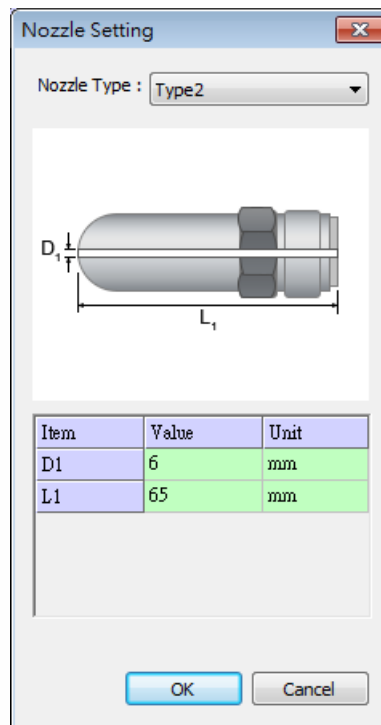 Nozzle Setting
Nozzle Type : Type2
D1
L1
Item Value Unit
D1 6 mm
L1 65 mm
OK Cancel